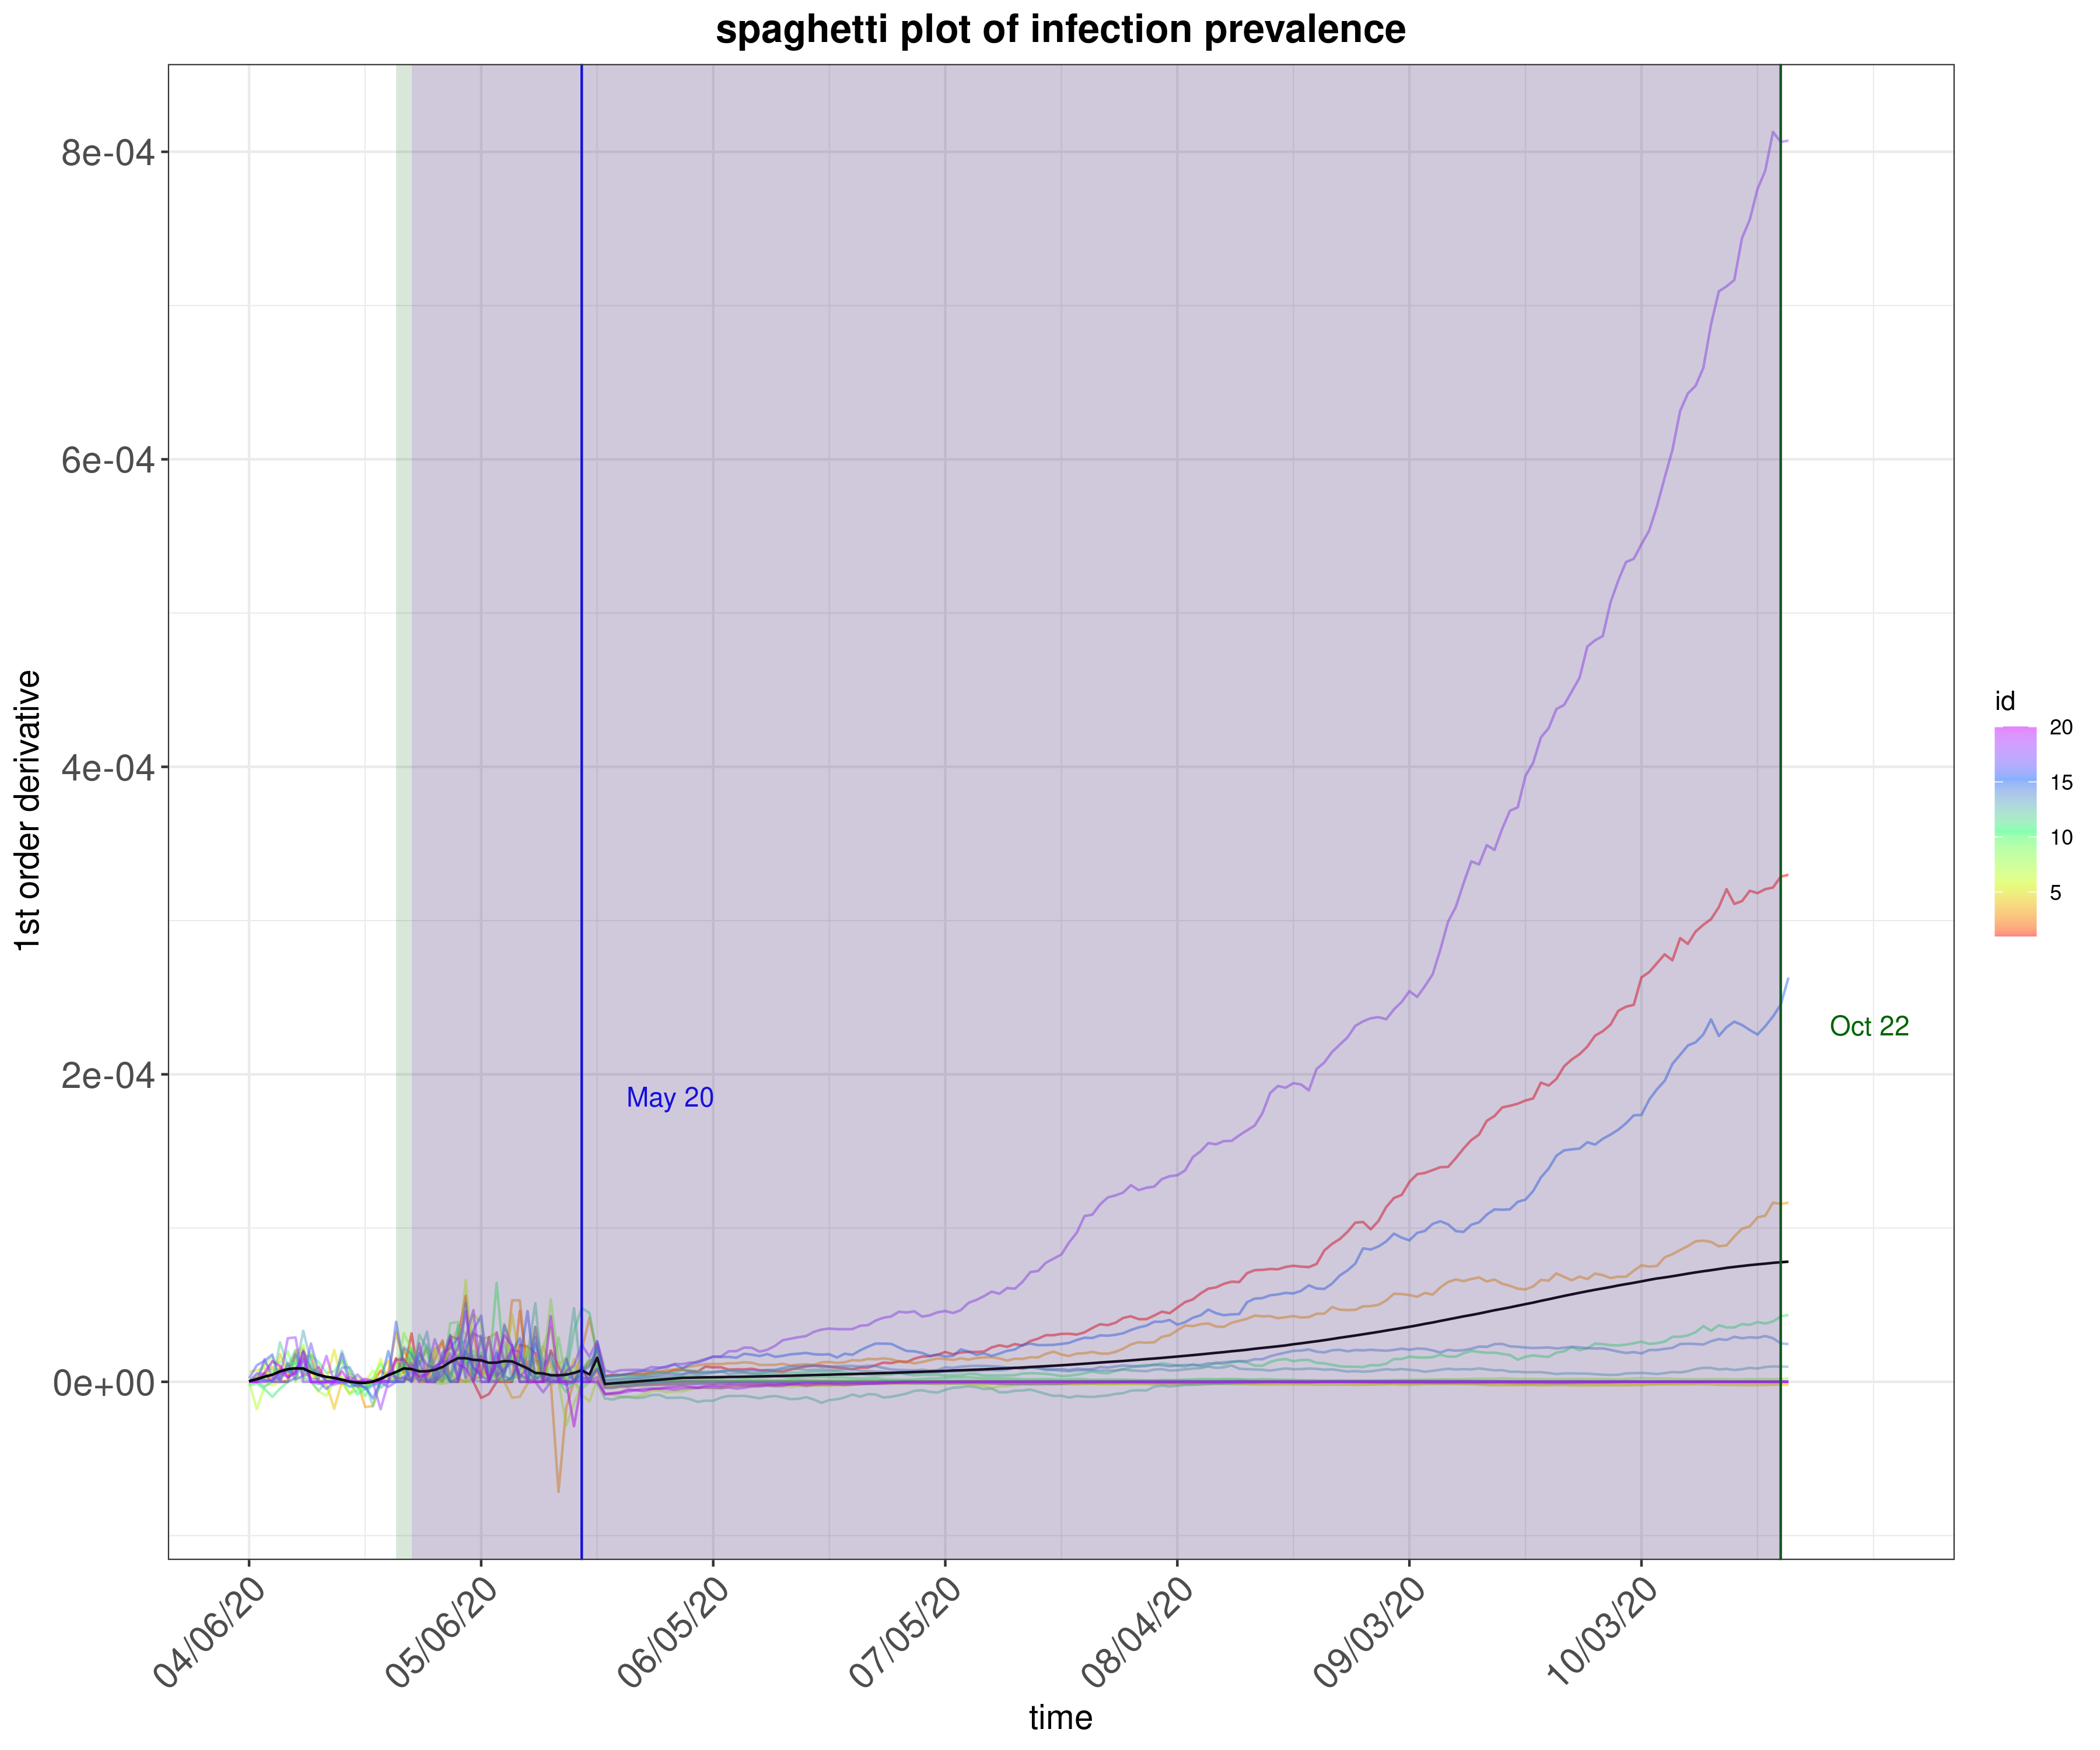 spaghetti plot of infection prevalence
1st order derivative
8e-04
6e-04
4e-04
2e-04
0e+00
May 20
Oct 22
id
20
15
10
5
04/06/20
05/06/20
06/05/20
07/05/20
08/04/20
09/03/20
10/03/20
time